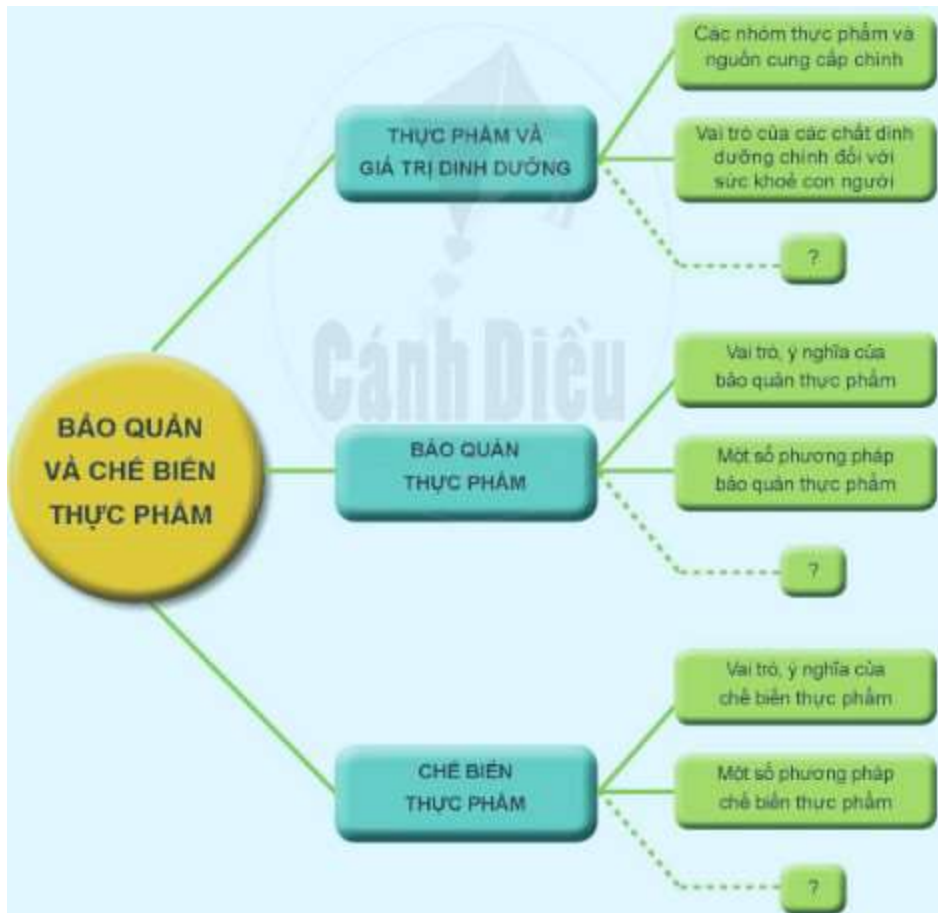 Các nhóm thực phẩm và
nguồn cung cấp chính
THỰC PHẨM VÀ
GIÁ TRỊ DINH DƯỠNG
Vai trò của các chất dinh
dưỡng chính đối với
sức khoẻ con người
?
Cánh Diều
Vai trò, ý nghĩa của
bảo quản thực phẩm
BẢO QUẢN
VÀ CHẾ BIẾN
THỰC PHẨM
BẢO QUẢN
THỰC PHẨM
Một số phương pháp
bảo quản thực phẩm
?
Vai trò, ý nghĩa của
chế biến thực phẩm
CHẾ BIẾN
THỰC PHẨM
Một số phương pháp
chế biến thực phẩm
?